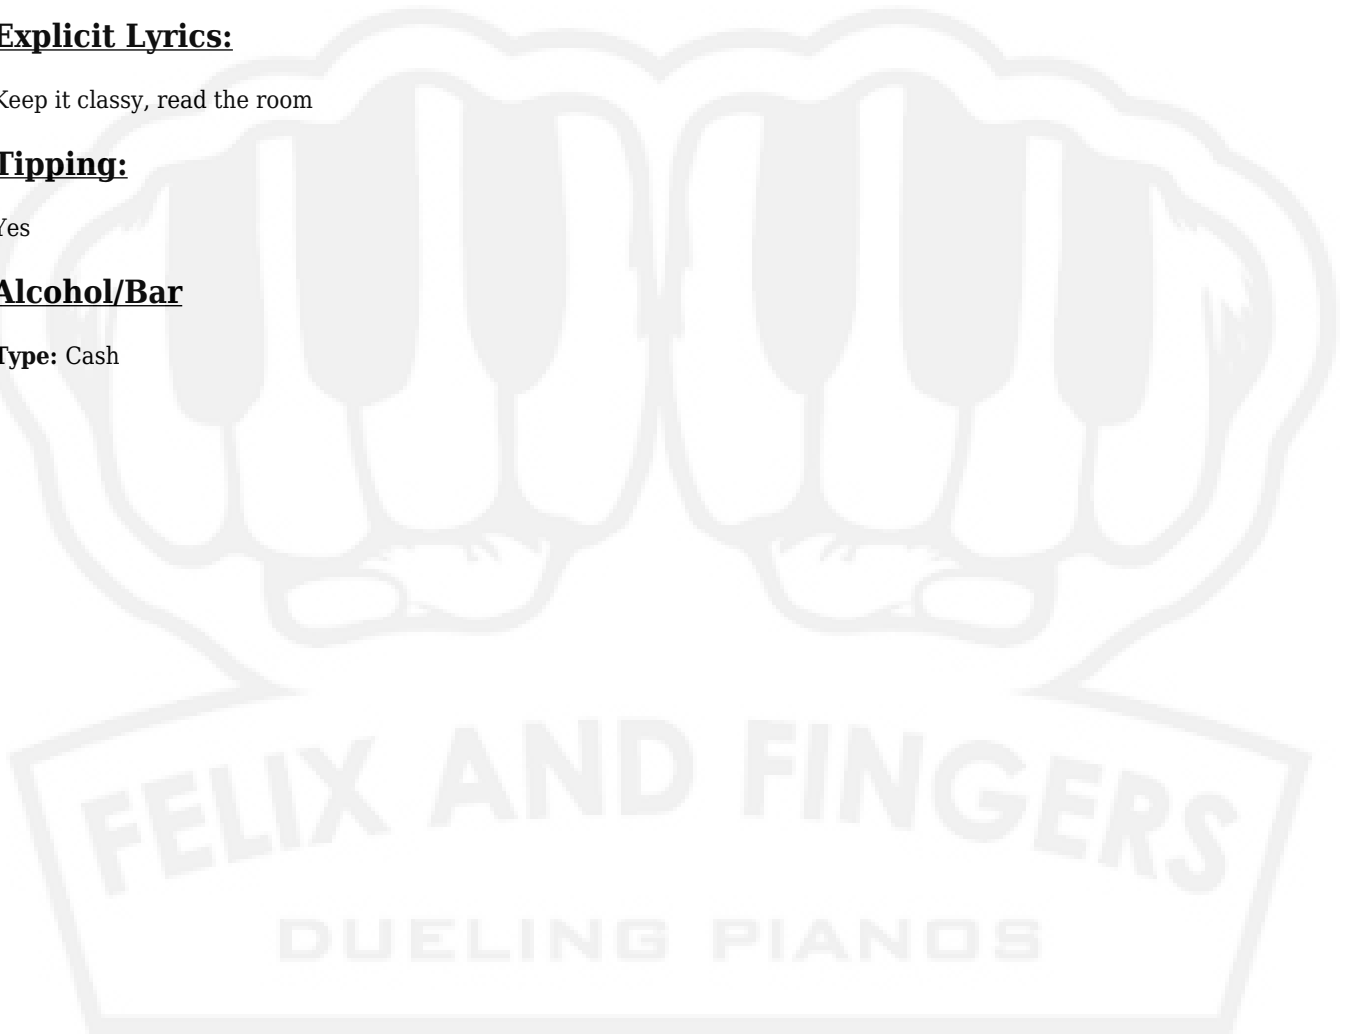 Explicit Lyrics:
Keep it classy, read the room
Tipping:
Yes
Alcohol/Bar
Type: Cash
FELIX AND FINGERS
DUELING PIANOS